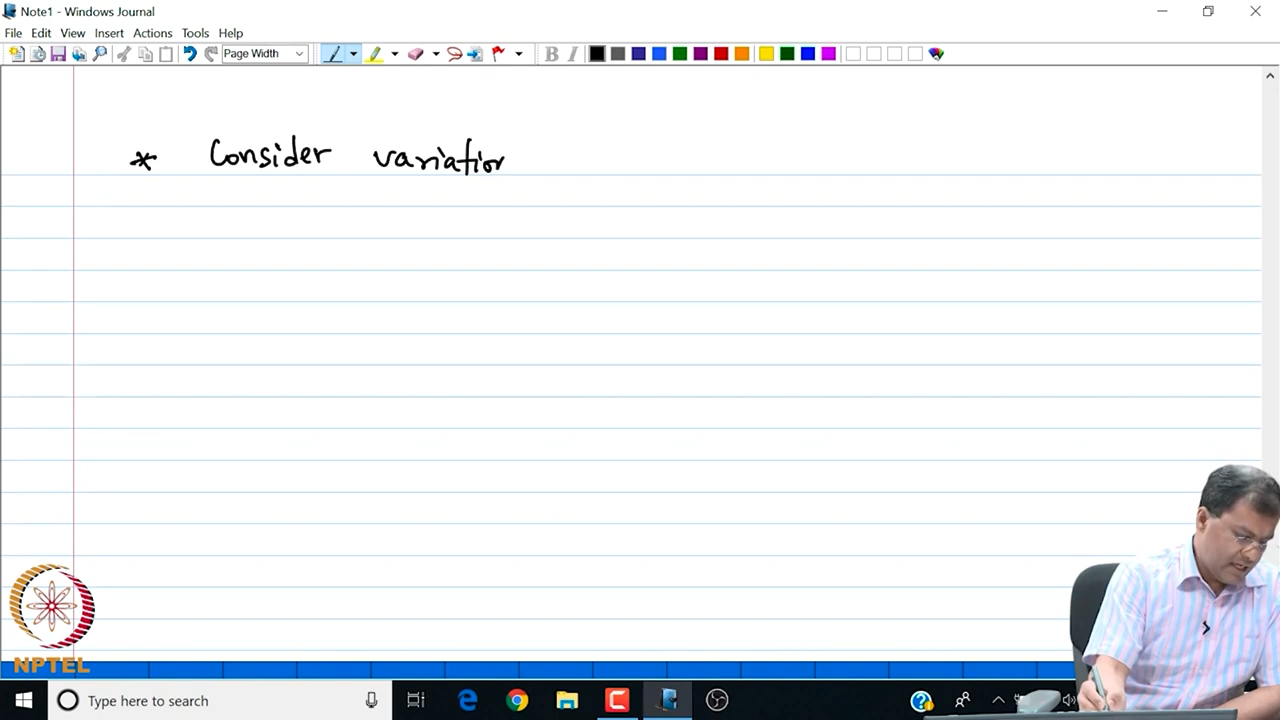 Note1 - Windows Journal
File Edit View Insert Actions Tools Help
Page Width B I
* Consider variation
NPTEL
Type here to search